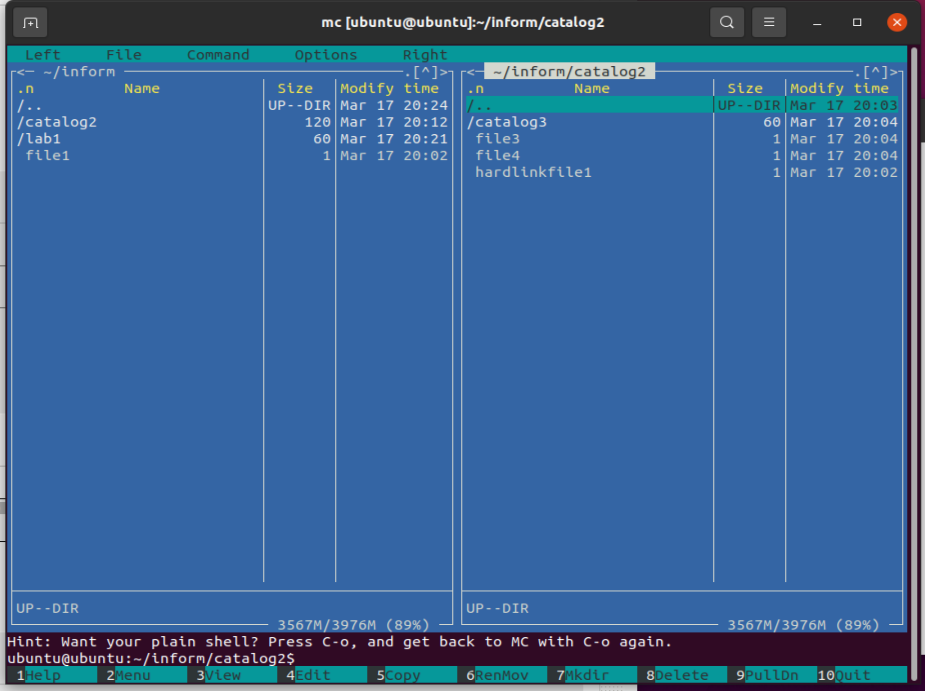 mc [ubuntu@ubuntu]:~/inform/catalog2
Left File Command Options Right
<─ ~/inform ─.[^]>
.n Name Size Modify time
/.. UP--DIR Mar 17 20:24
/catalog2 120 Mar 17 20:12
/lab1 60 Mar 17 20:21
file1 1 Mar 17 20:02
UP--DIR
3567M/3976M (89%)
<─ ~/inform/catalog2 ─.[^]>
.n Name Size Modify time
/.. UP--DIR Mar 17 20:03
/catalog3 60 Mar 17 20:04
file3 1 Mar 17 20:04
file4 1 Mar 17 20:04
hardlinkfile1 1 Mar 17 20:02
UP--DIR
3567M/3976M (89%)
Hint: Want your plain shell? Press C-o, and get back to MC with C-o again.
ubuntu@ubuntu:~/inform/catalog2$
1Help 2Menu 3View 4Edit 5Copy 6RenMov 7Mkdir 8Delete 9PullDn 10Quit